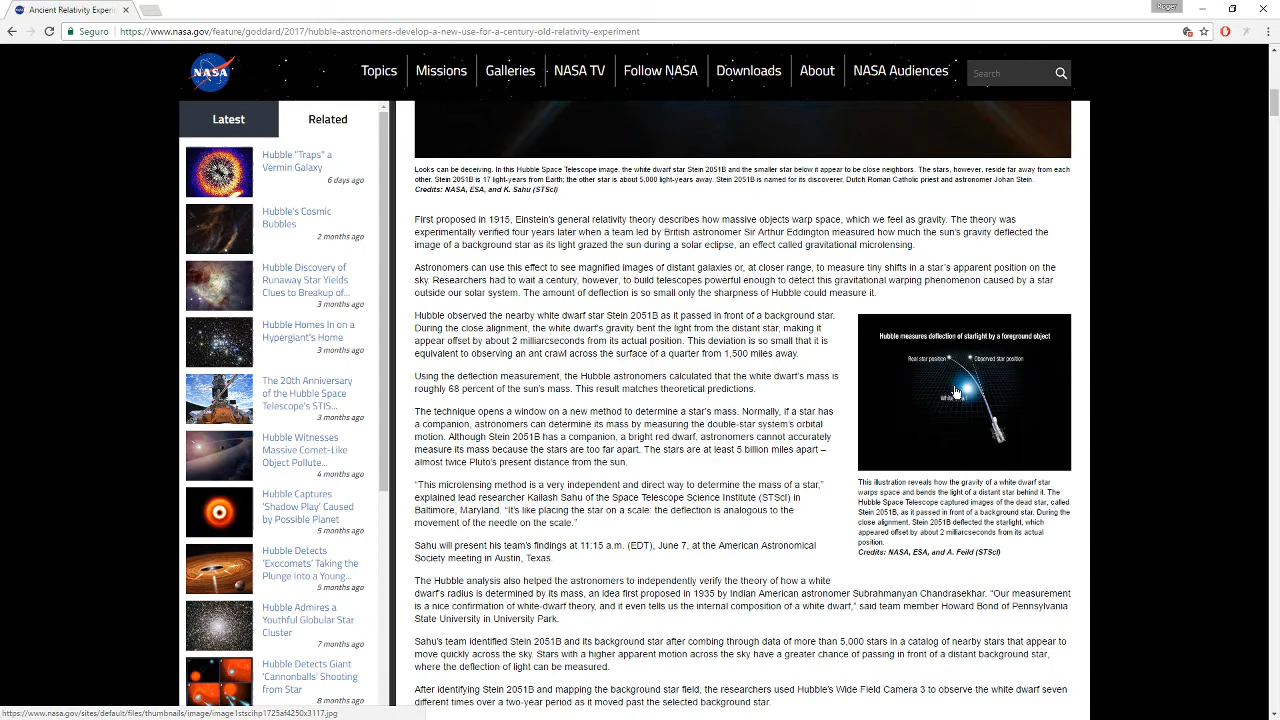 Ancient Relativity Experi
Roger
Seguro
https://www.nasa.gov/feature/goddard/2017/hubble-astronomers-develop-a-new-use-for-a-century-old-relativity-experiment
NASA
Topics
Missions
Galleries
NASA TV
Follow NASA
Downloads
About
NASA Audiences
Search
Latest
Related
Hubble "Traps" a
Vermin Galaxy
6 days ago
Hubble's Cosmic
Bubbles
2 months ago
Hubble Discovery of
Runaway Star Yields
Clues to Breakup of...
3 months ago
Hubble Homes In on a
Hypergiant's Home
3 months ago
The 20th Anniversary
of the Hubble Space
Telescope's STIS...
3 months ago
Hubble Witnesses
Massive Comet-Like
Object Pollute...
4 months ago
Hubble Captures
'Shadow Play' Caused
by Possible Planet
5 months ago
Hubble Detects
'Exocomets' Taking the
Plunge Into a Young...
5 months ago
Hubble Admires a
Youthful Globular Star
Cluster
7 months ago
Hubble Detects Giant
'Cannonballs' Shooting
from Star
8 months ago
Looks can be deceiving. In this Hubble Space Telescope image, the white dwarf star Stein 2051B and the smaller star below it appear to be close neighbors. The stars, however, reside far away from each
other. Stein 2051B is 17 light-years from Earth; the other star is about 5,000 light-years away. Stein 2051B is named for its discoverer, Dutch Roman Catholic priest and astronomer Johan Stein.
Credits: NASA, ESA, and K. Sahu (STScI)
First proposed in 1915, Einstein's general relativity theory describes how massive objects warp space, which we feel as gravity. The theory was
experimentally verified four years later when a team led by British astronomer Sir Arthur Eddington measured how much the sun's gravity deflected the
image of a background star as its light grazed the sun during a solar eclipse, an effect called gravitational microlensing.
Astronomers can use this effect to see magnified images of distant galaxies or, at closer range, to measure tiny shifts in a star's apparent position on the
sky. Researchers had to wait a century, however, to build telescopes powerful enough to detect this gravitational warping phenomenon caused by a star
outside our solar system. The amount of deflection is so small only the sharpness of Hubble could measure it.
Hubble observed the nearby white dwarf star Stein 2051B as it passed in front of a background star.
During the close alignment, the white dwarf's gravity bent the light from the distant star, making it
appear offset by about 2 milliarcseconds from its actual position. This deviation is so small that it is
equivalent to observing an ant crawl across the surface of a quarter from 1,500 miles away.
Using the deflection measurement, the Hubble astronomers calculated that the white dwarf's mass is
roughly 68 percent of the sun's mass. This result matches theoretical predictions.
The technique opens a window on a new method to determine a star's mass. Normally, if a star has
a companion, astronomers can determine its mass by measuring the double-star system's orbital
motion. Although Stein 2051B has a companion, a bright red dwarf, astronomers cannot accurately
measure its mass because the stars are too far apart. The stars are at least 5 billion miles apart –
almost twice Pluto's present distance from the sun.
"This microlensing method is a very independent and direct way to determine the mass of a star,"
explained lead researcher Kailash Sahu of the Space Telescope Science Institute (STScI) in
Baltimore, Maryland. "It's like placing the star on a scale: the deflection is analogous to the
movement of the needle on the scale."
Sahu will present his team's findings at 11:15 a.m. (EDT), June 7, at the American Astronomical
Society meeting in Austin, Texas.
The Hubble analysis also helped the astronomers to independently verify the theory of how a white
dwarf's radius is determined by its mass, an idea first proposed in 1935 by Indian American astronomer Subrahmanyan Chandrasekhar. "Our measurement
is a nice confirmation of white-dwarf theory, and it even tells us the internal composition of a white dwarf," said team member Howard Bond of Pennsylvania
State University in University Park.
Sahu's team identified Stein 2051B and its background star after combing through data of more than 5,000 stars in a catalog of nearby stars that appear to
move quickly across the sky. Stars with a higher apparent motion across the sky have a greater chance of passing in front of a distant background star,
where the deflection of light can be measured.
After identifying Stein 2051B and mapping the background star field, the researchers used Hubble's Wide Field Camera 3 to observe the white dwarf seven
different times over a two-year period as it moved past the selected background star.
Hubble measures deflection of starlight by a foreground object
Real star position
Observed star position
This illustration reveals how the gravity of a white dwarf star
warps space and bends the light of a distant star behind it. The
Hubble Space Telescope captured images of the dead star, called
Stein 2051B, as it passed in front of a background star. During the
close alignment, Stein 2051B deflected the starlight, which
appeared offset by about 2 milliarcseconds from its actual
position.
Credits: NASA, ESA, and A. Feild (STScI)
https://www.nasa.gov/sites/default/files/thumbnails/image/image1stscihp1725af4250x3117.jpg